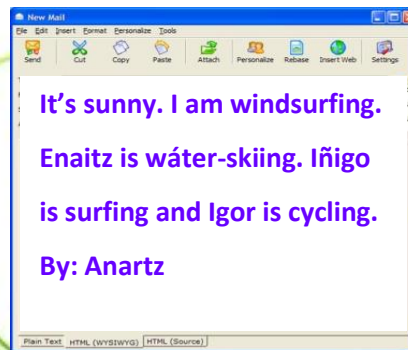 New Mail
File Edit Insert Format Personalize Tools
Send Cut Copy Paste Attach Personalize Rebase Insert Web Settings
It's sunny. I am windsurfing.
Enaitz is wáter-skiing. Iñigo
is surfing and Igor is cycling.
By: Anartz
Plain Text HTML (WYSIWYG) HTML (Source)